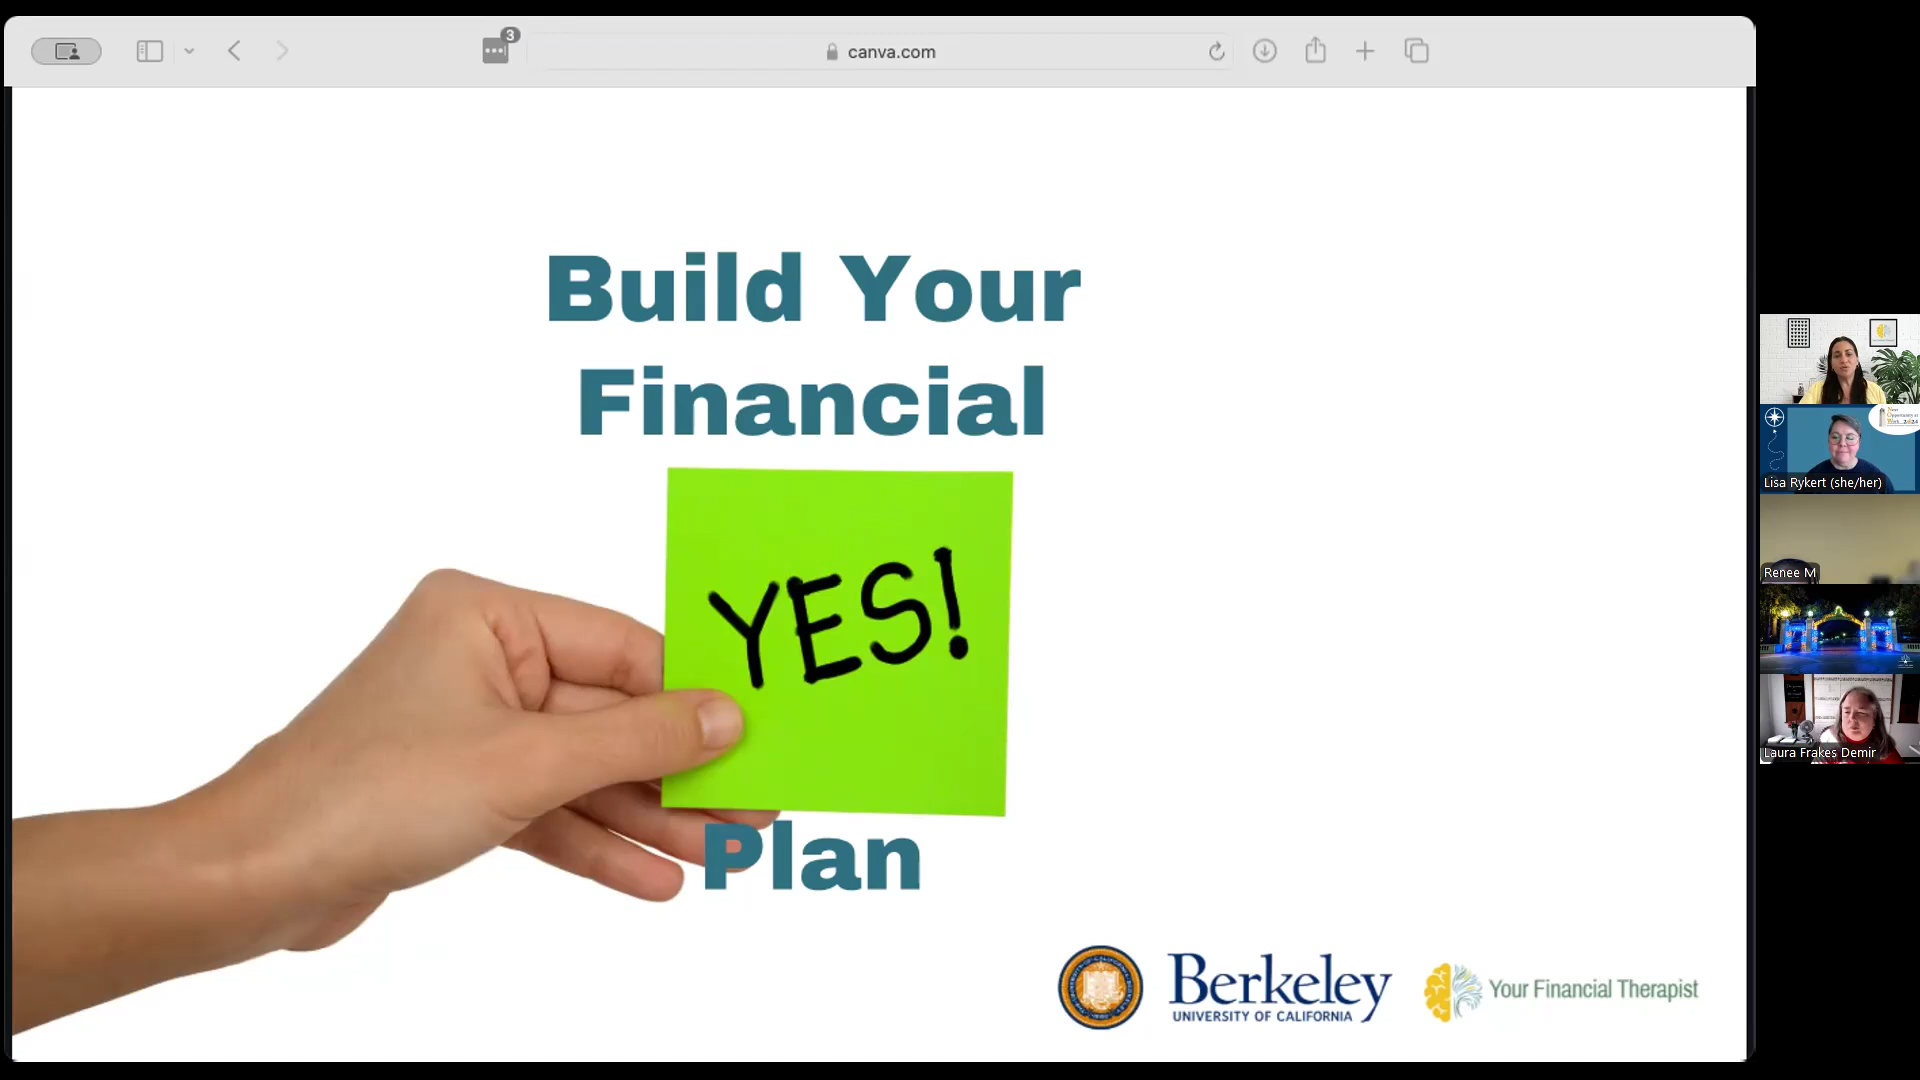 3
canva.com
Build Your
Financial
YES!
Plan
Berkeley
UNIVERSITY OF CALIFORNIA
Your Financial Therapist
Lisa Rykert (she/her)
Renee M
Laura Frakes Demir